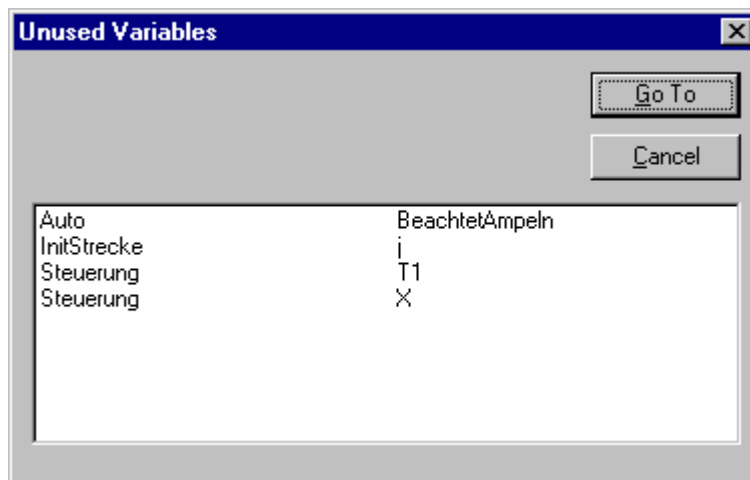 Unused Variables
Go To
Cancel
Auto BeachtetAmpeln
InitStrecke j
Steuerung T1
Steuerung X